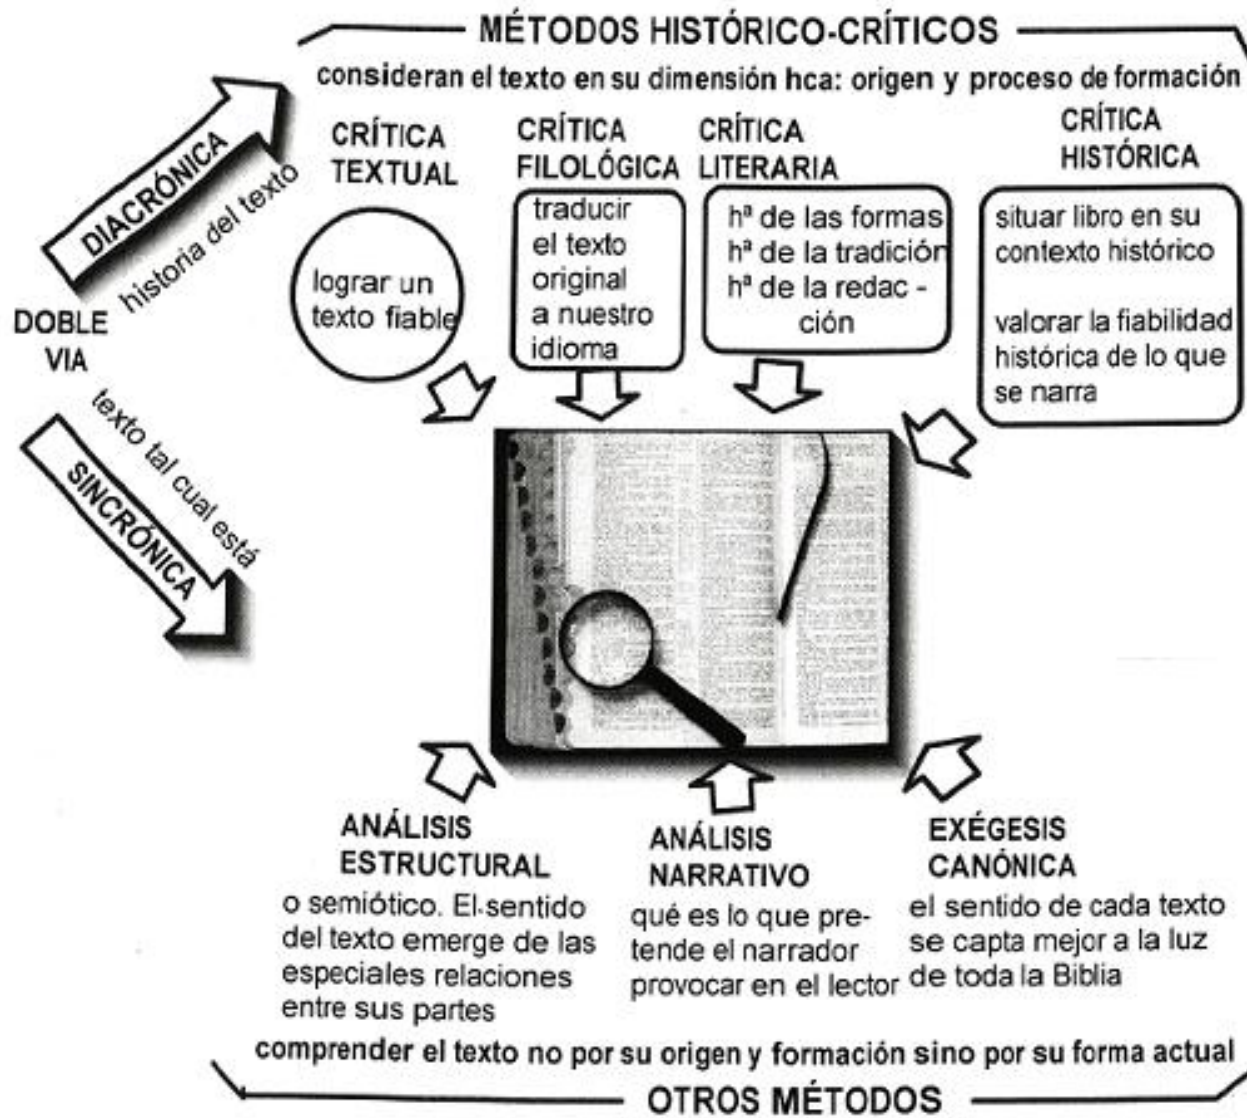 MÉTODOS HISTÓRICO-CRÍTICOS
consideran el texto en su dimensión hca: origen y proceso de formación
DOBLE
VIA
DIACRÓNICA
historia del texto
CRÍTICA
TEXTUAL
lograr un
texto fiable
CRÍTICA
FILOLÓGICA
traducir
el texto
original
a nuestro
idioma
CRÍTICA
LITERARIA
hª de las formas
hª de la tradición
hª de la redac -
ción
CRÍTICA
HISTÓRICA
situar libro en su
contexto histórico
valorar la fiabilidad
histórica de lo que
se narra
texto tal cual está
SINCRÓNICA
ANÁLISIS
ESTRUCTURAL
o semiótico. El sentido
del texto emerge de las
especiales relaciones
entre sus partes
ANÁLISIS
NARRATIVO
qué es lo que pre-
tende el narrador
provocar en el lector
EXÉGESIS
CANÓNICA
el sentido de cada texto
se capta mejor a la luz
de toda la Biblia
comprender el texto no por su origen y formación sino por su forma actual
OTROS MÉTODOS